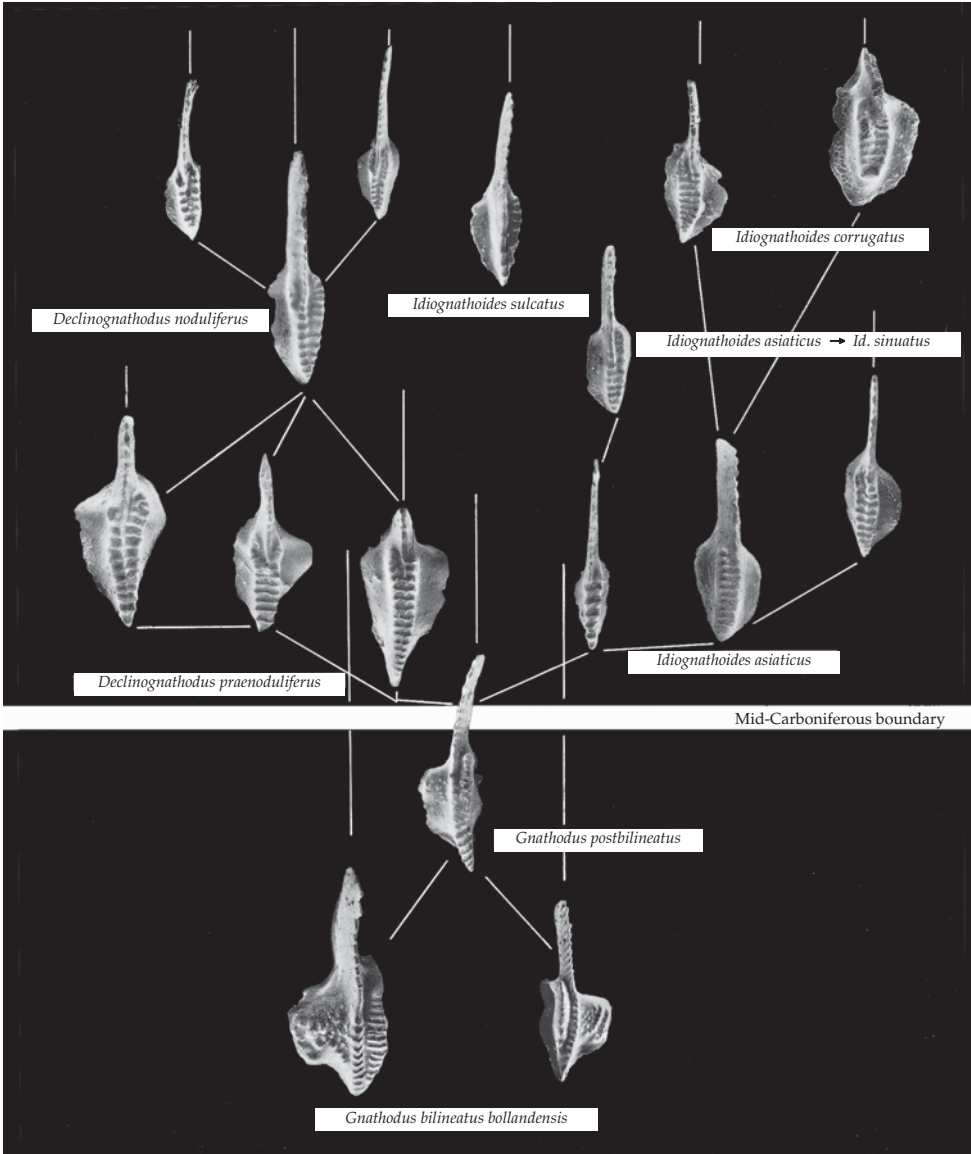 Idiognathoides corrugatus
Idiognathoides sulcatus
Declinognathodus noduliferus
Idiognathoides asiaticus → Id. sinuatus
Idiognathoides asiaticus
Declinognathodus praenoduliferus
Mid-Carboniferous boundary
Gnathodus postbilineatus
Gnathodus bilineatus bollandensis